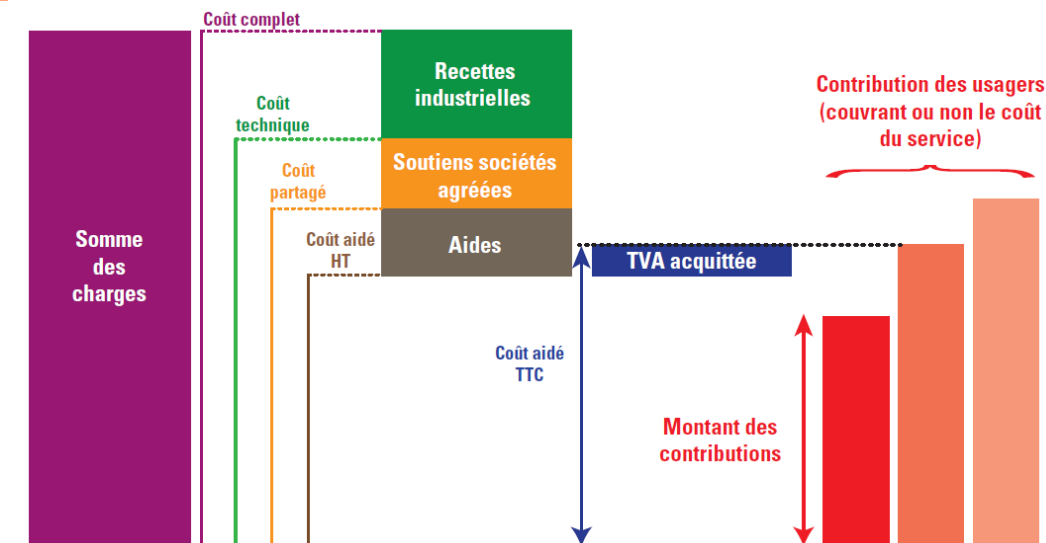 Coût complet
Recettes
industrielles
Contribution des usagers
(couvrant ou non le coût
du service)
Coût
technique
Soutiens sociétés
agréées
Coût
partagé
Somme
des
charges
Coût aidé
HT
Aides
TVA acquittée
Coût aidé
TTC
Montant des
contributions